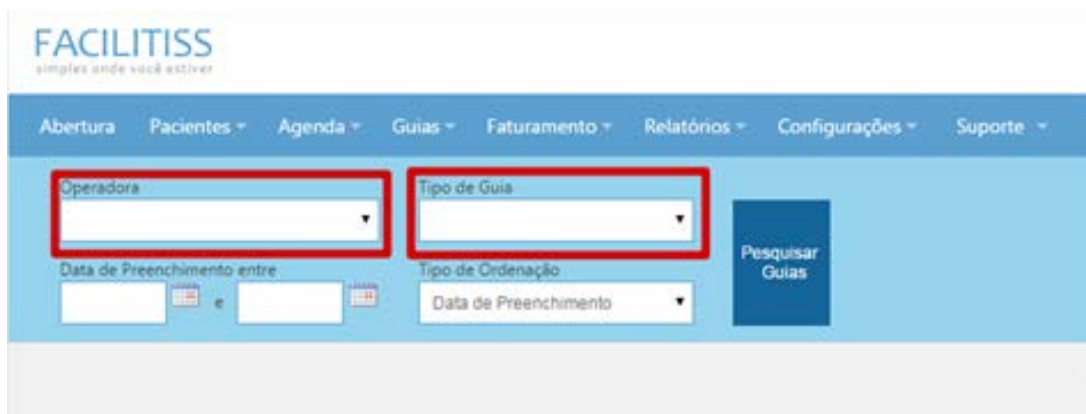 FACILITISS
simples onde você estiver
Abertura Pacientes Agenda Guias Faturamento Relatórios Configurações Suporte
Operadora Tipo de Guia
Pesquisar
Guias
Data de Preenchimento entre Tipo de Ordenação
e Data de Preenchimento